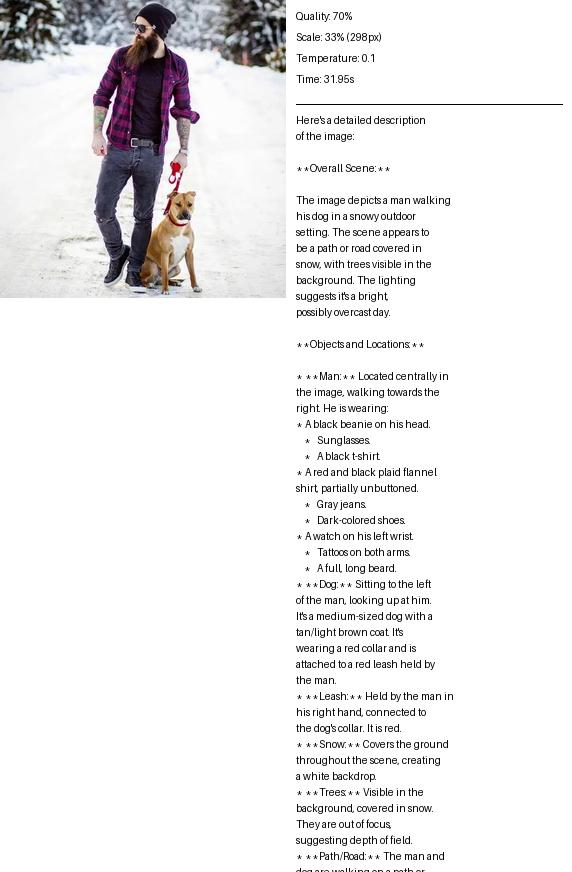 Quality: 70%
Scale: 33% (298px)
Temperature: 0.1
Time: 31.95s
Here's a detailed description
of the image:
**Overall Scene:**
The image depicts a man walking
his dog in a snowy outdoor
setting. The scene appears to
be a path or road covered in
snow, with trees visible in the
background. The lighting
suggests it's a bright,
possibly overcast day.
**Objects and Locations:**
* **Man:** Located centrally in
the image, walking towards the
right. He is wearing:
* A black beanie on his head.
* Sunglasses.
* A black t-shirt.
* A red and black plaid flannel
shirt, partially unbuttoned.
* Gray jeans.
* Dark-colored shoes.
* A watch on his left wrist.
* Tattoos on both arms.
* A full, long beard.
* **Dog:** Sitting to the left
of the man, looking up at him.
It's a medium-sized dog with a
tan/light brown coat. It's
wearing a red collar and is
attached to a red leash held by
the man.
* **Leash:** Held by the man in
his right hand, connected to
the dog's collar. It is red.
* **Snow:** Covers the ground
throughout the scene, creating
a white backdrop.
* **Trees:** Visible in the
background, covered in snow.
They are out of focus,
suggesting depth of field.
* **Path/Road:** The man and
dog are walking on a path or